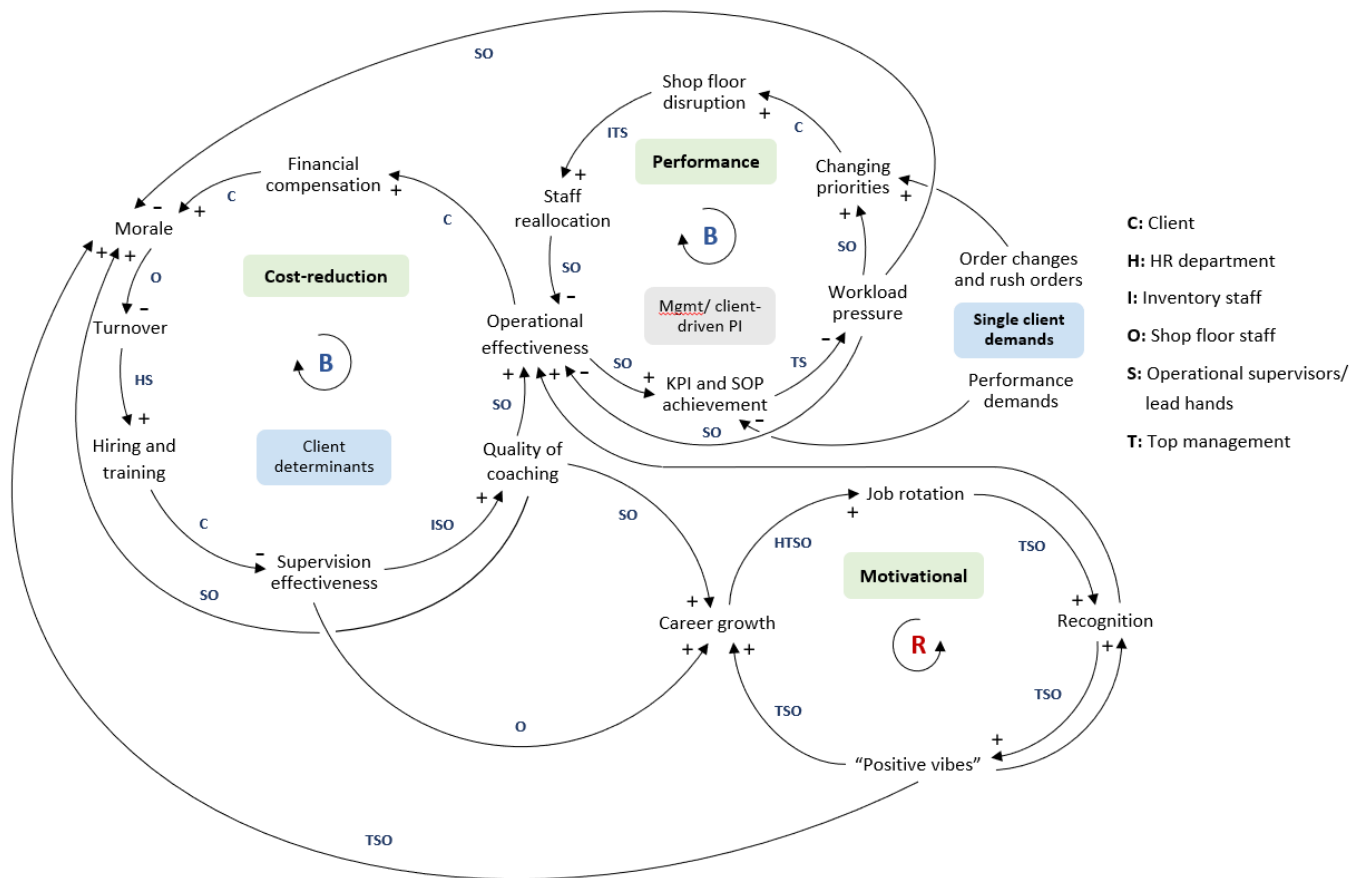 SO
Shop floor
disruption
+
C
ITS
Performance
Changing
priorities
+
+
+
Staff
reallocation
SO
SO
B
-
Mgmt/ client-
driven PI
Workload
pressure
-
TS
Order changes
and rush orders
Single client
demands
Performance
demands
Financial
compensation
+
C
C
-
+
Morale
+
+
O
-
Turnover
HS
+
Hiring and
training
Cost-reduction
B
Client
determinants
C
-
Supervision
effectiveness
ISO
+
Quality of
coaching
SO
Operational
effectiveness
+
+
-
SO
+
KPI and SOP
achievement
-
SO
SO
SO
+
Career growth
+
+
O
HTSO
+
Job rotation
TSO
+
Recognition
+
Motivational
R
TSO
TSO
+
“Positive vibes”
TSO
C: Client
H: HR department
I: Inventory staff
O: Shop floor staff
S: Operational supervisors/
lead hands
T: Top management